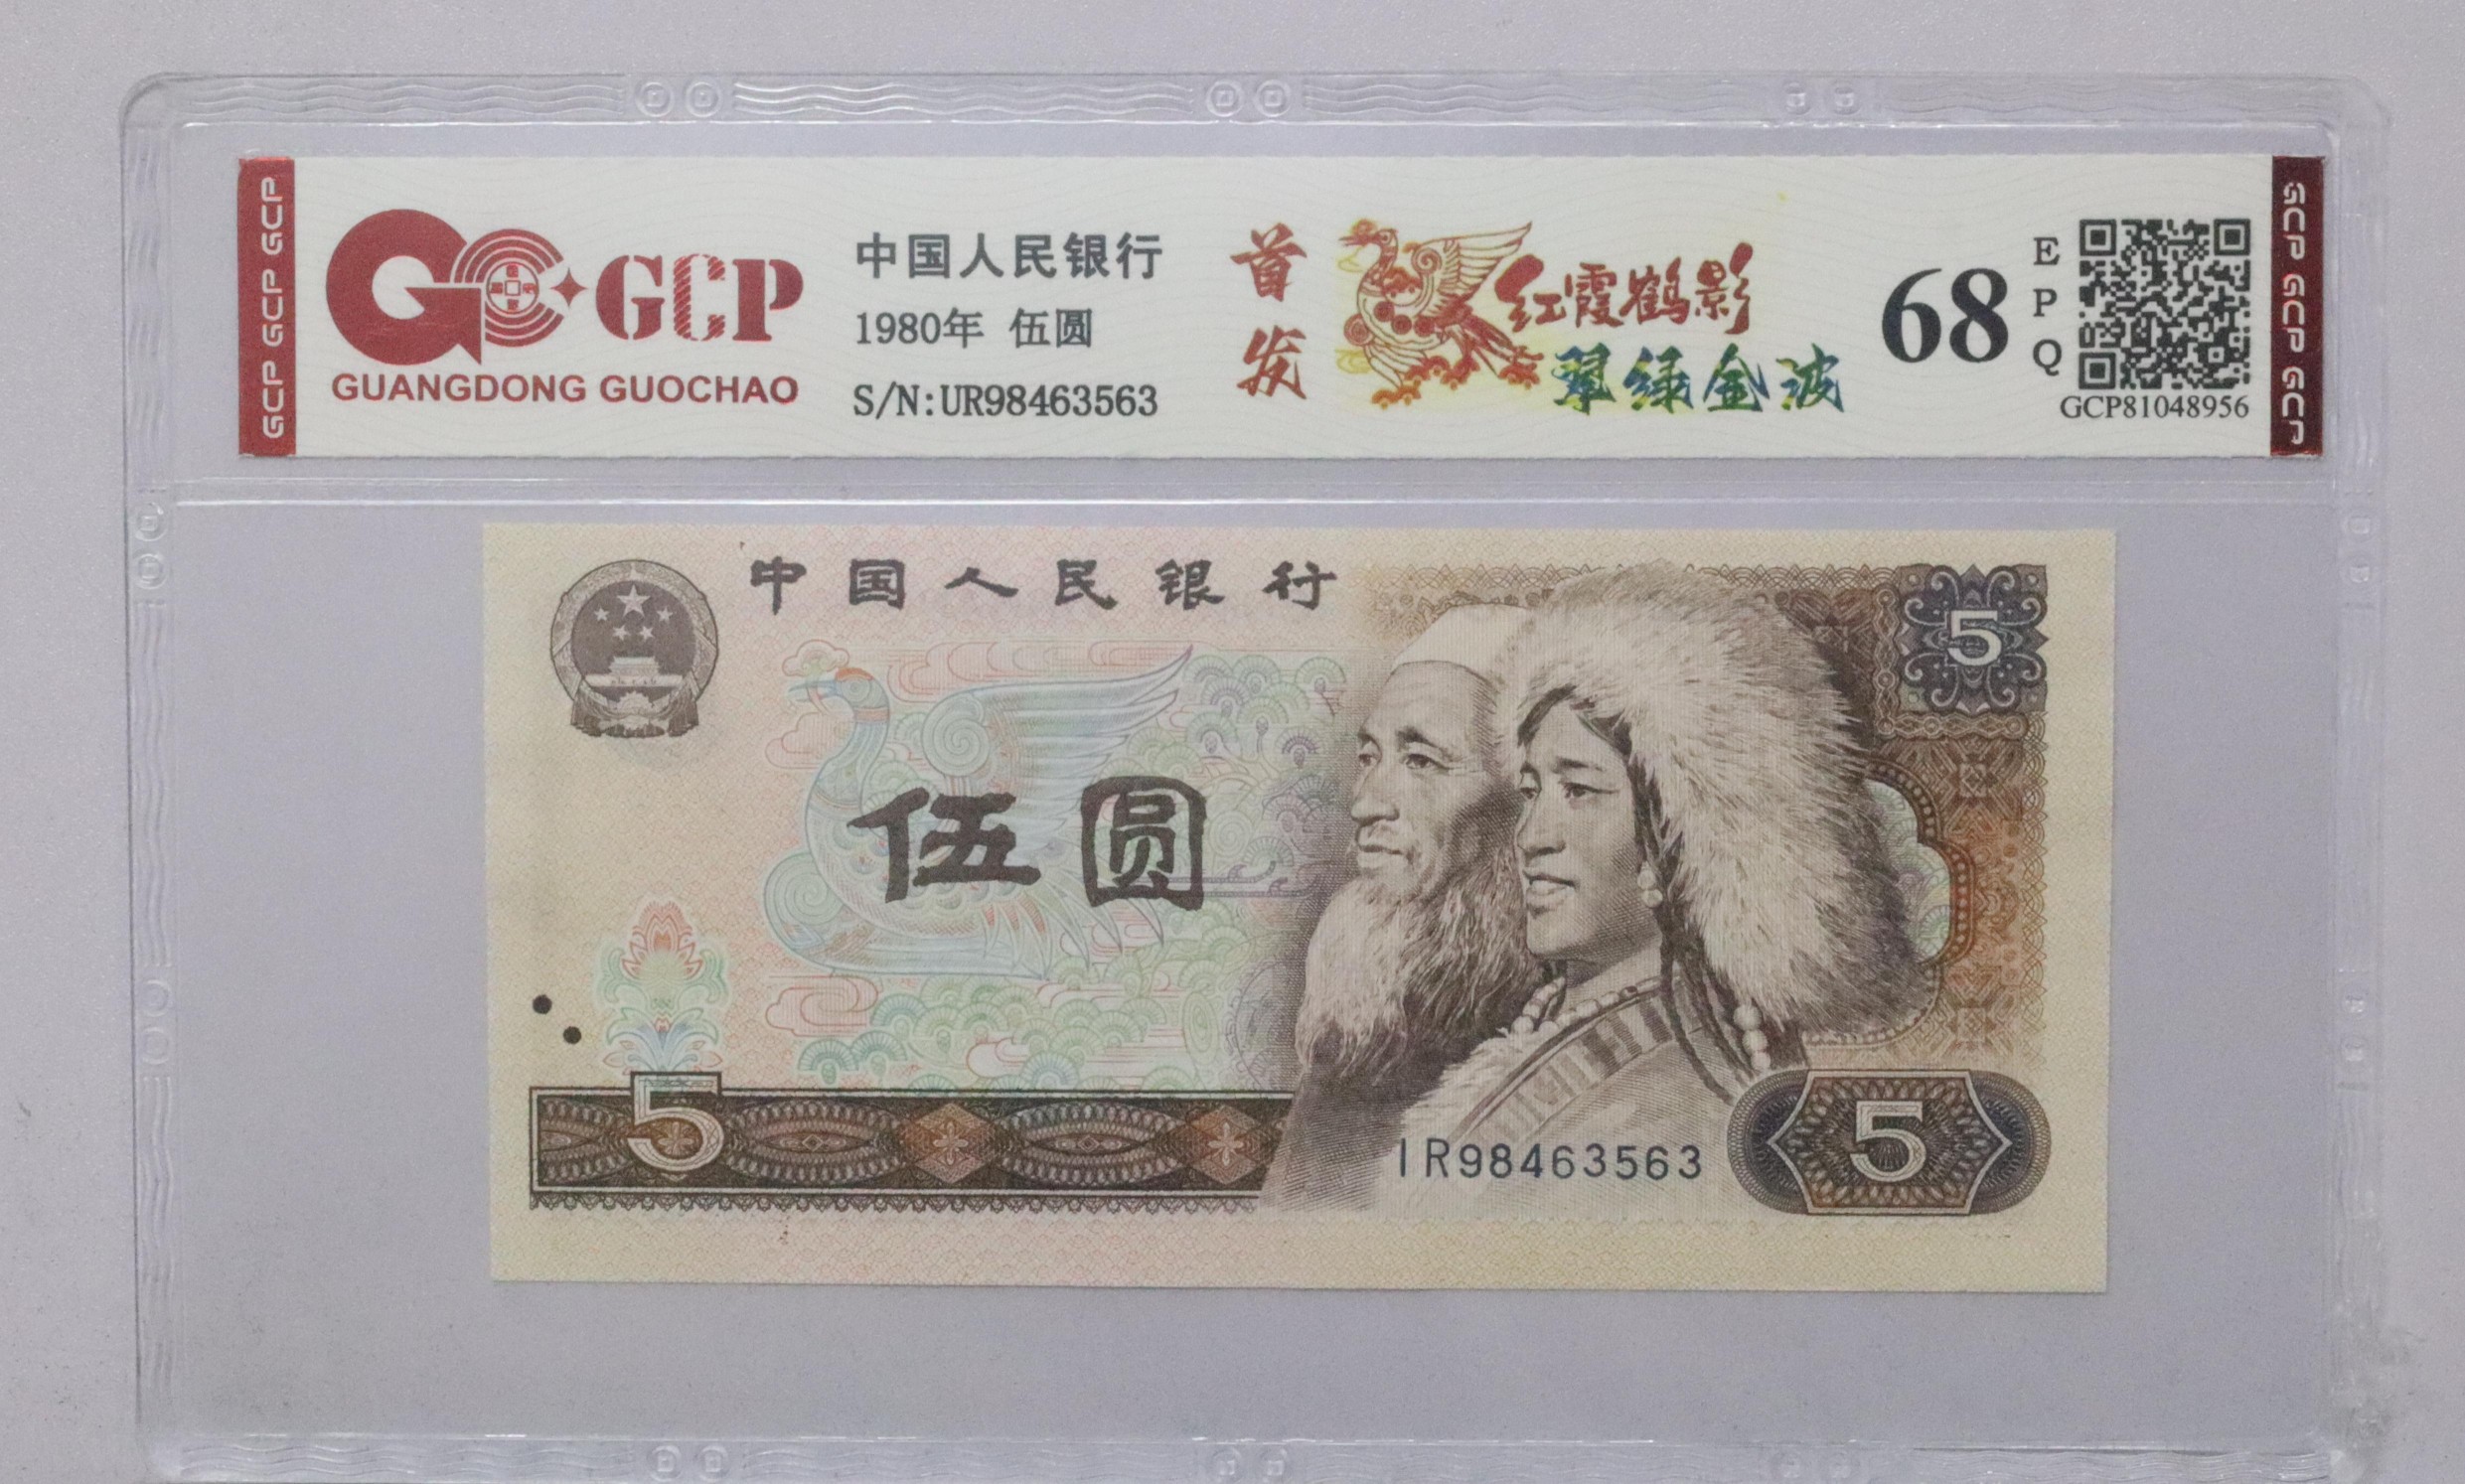 GCP GCP GCP
GCP
GUANGDONG GUOCHAO
中国人民银行
1980年 伍圆
S/N:UR98463563
首发
红霞鹤影
翠绿金波
68
EPQ
GCP81048956
GCP GCP GCP
中国人民银行
5
伍圆
5
IR98463563
5